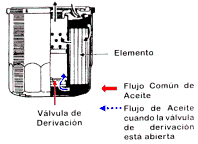 Elemento
Flujo Común de
Aceite
Válvula de
Derivación
Flujo de Aceite
cuando la válvula
de derivación
está abierta